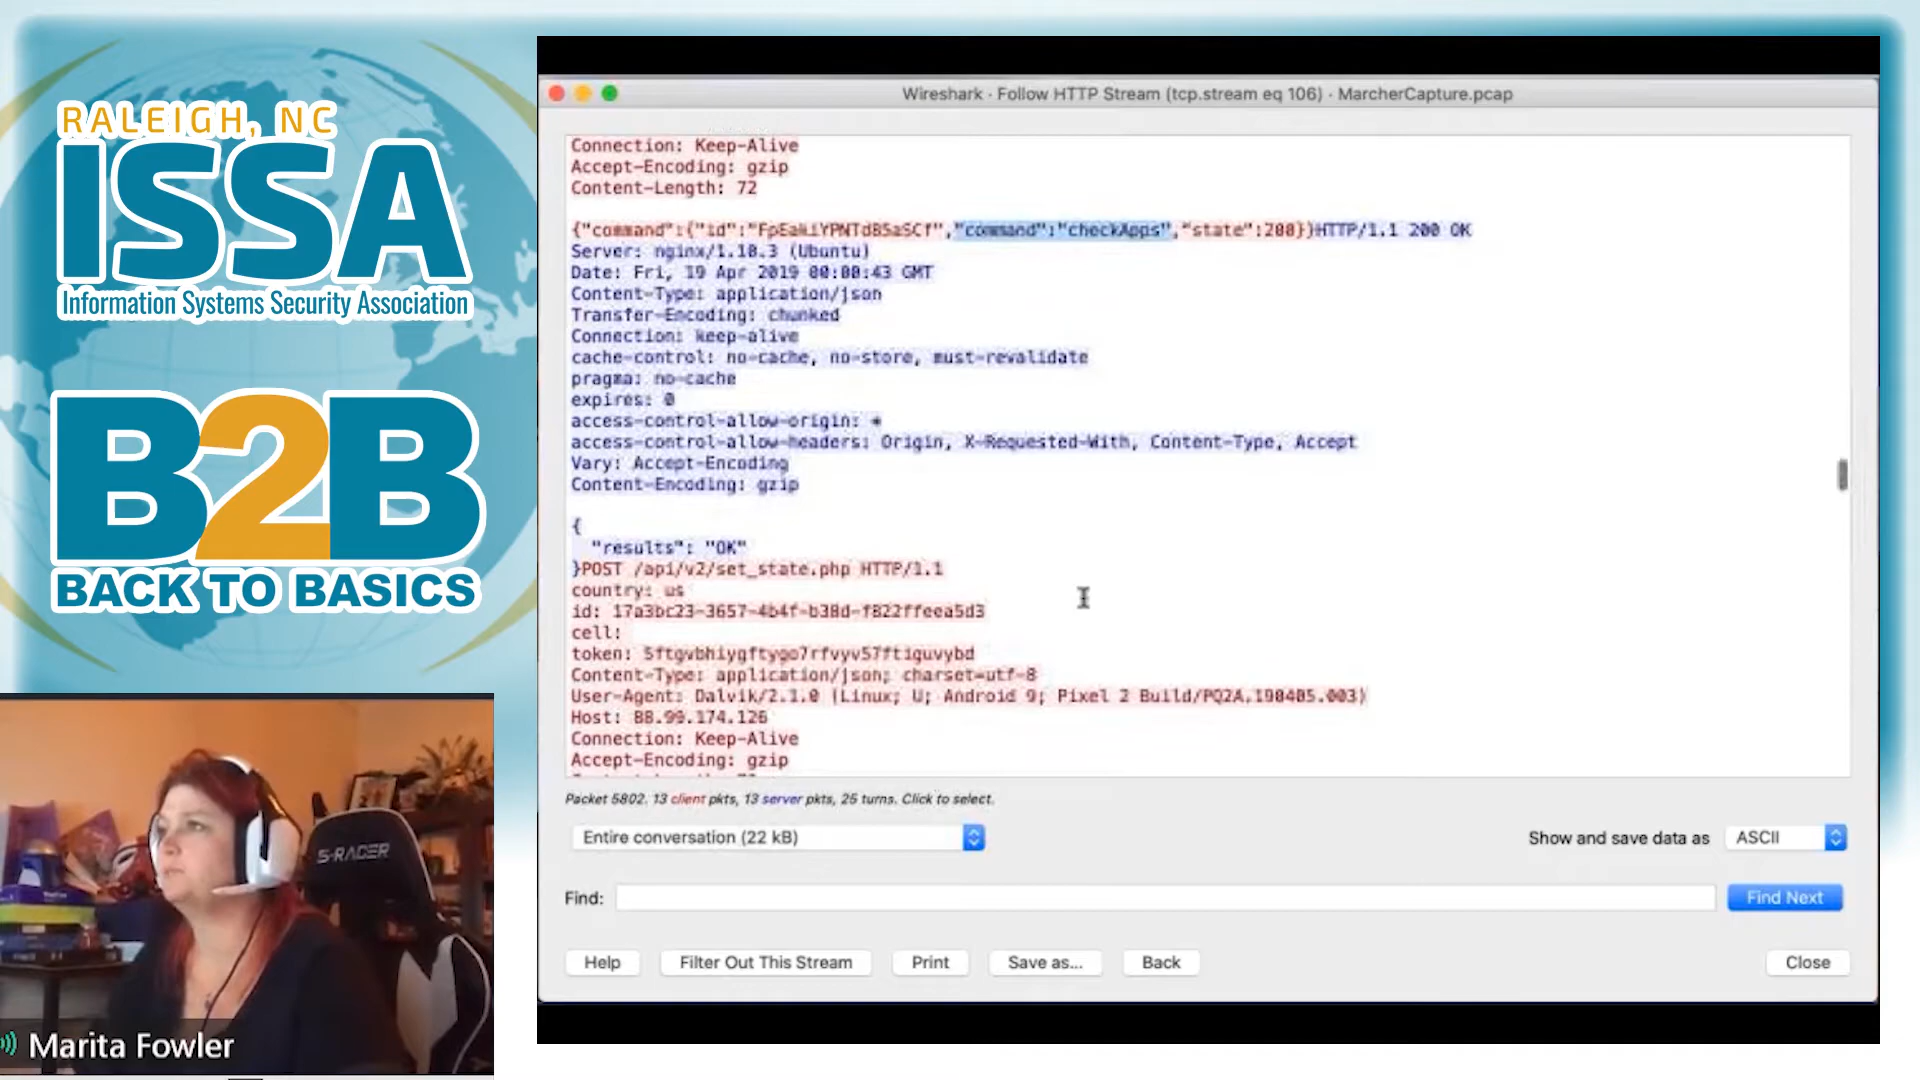 RALEIGH, NC
ISSA
Information Systems Security Association
B2B
BACK TO BASICS
S-RACER
Marita Fowler
Wireshark · Follow HTTP Stream (tcp.stream eq 106) · MarcherCapture.pcap
Connection: Keep-Alive
Accept-Encoding: gzip
Content-Length: 72
{"command":{"id":"FpEakiYPNTdB5aSCf","command":"checkApps","state":200}}HTTP/1.1 200 OK
Server: nginx/1.10.3 (Ubuntu)
Date: Fri, 19 Apr 2019 00:00:43 GMT
Content-Type: application/json
Transfer-Encoding: chunked
Connection: keep-alive
cache-control: no-cache, no-store, must-revalidate
pragma: no-cache
expires: 0
access-control-allow-origin: *
access-control-allow-headers: Origin, X-Requested-With, Content-Type, Accept
Vary: Accept-Encoding
Content-Encoding: gzip
{
"results": "OK"
}POST /api/v2/set_state.php HTTP/1.1
country: us
id: 17a3bc23-3657-4b4f-b38d-f822ffeea5d3
cell:
token: 5ftgvbhiygftygo7rfvyv57ftiguvybd
Content-Type: application/json; charset=utf-8
User-Agent: Dalvik/2.1.0 (Linux; U; Android 9; Pixel 2 Build/PQ2A.190405.003)
Host: 88.99.174.126
Connection: Keep-Alive
Accept-Encoding: gzip
Packet 5802. 13 client pkts, 13 server pkts, 25 turns. Click to select.
Entire conversation (22 kB)
Show and save data as
ASCII
Find:
Find Next
Help
Filter Out This Stream
Print
Save as...
Back
Close